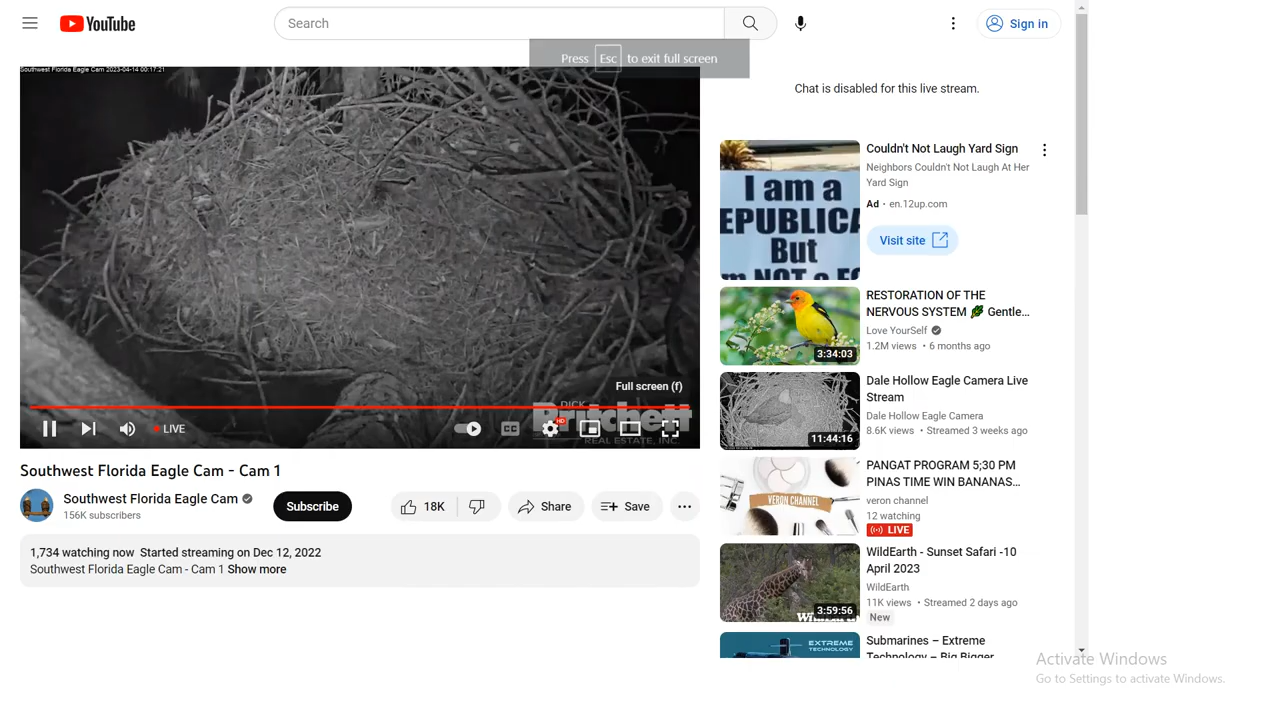 YouTube
Search
Sign in
Press Esc to exit full screen
Southwest Florida Eagle Cam 2023-04-14 00:17:21
Full screen (f)
LIVE
HD
DICK
Pritchett
REAL ESTATE, INC.
Southwest Florida Eagle Cam - Cam 1
Southwest Florida Eagle Cam
156K subscribers
Subscribe
18K
Share
Save
1,734 watching now Started streaming on Dec 12, 2022
Southwest Florida Eagle Cam - Cam 1 Show more
Chat is disabled for this live stream.
I am a
EPUBLICA
But
Couldn't Not Laugh Yard Sign
Neighbors Couldn't Not Laugh At Her
Yard Sign
Ad · en.12up.com
Visit site
3:34:03
RESTORATION OF THE
NERVOUS SYSTEM 🌿 Gentle...
Love YourSelf
1.2M views • 6 months ago
11:44:16
Dale Hollow Eagle Camera Live
Stream
Dale Hollow Eagle Camera
8.6K views • Streamed 3 weeks ago
VERON CHANNEL
PANGAT PROGRAM 5;30 PM
PINAS TIME WIN BANANAS...
veron channel
12 watching
LIVE
3:59:56
WildEarth - Sunset Safari -10
April 2023
WildEarth
11K views • Streamed 2 days ago
New
EXTREME
TECHNOLOGY
Submarines – Extreme
Technology – Big Bigger
Activate Windows
Go to Settings to activate Windows.